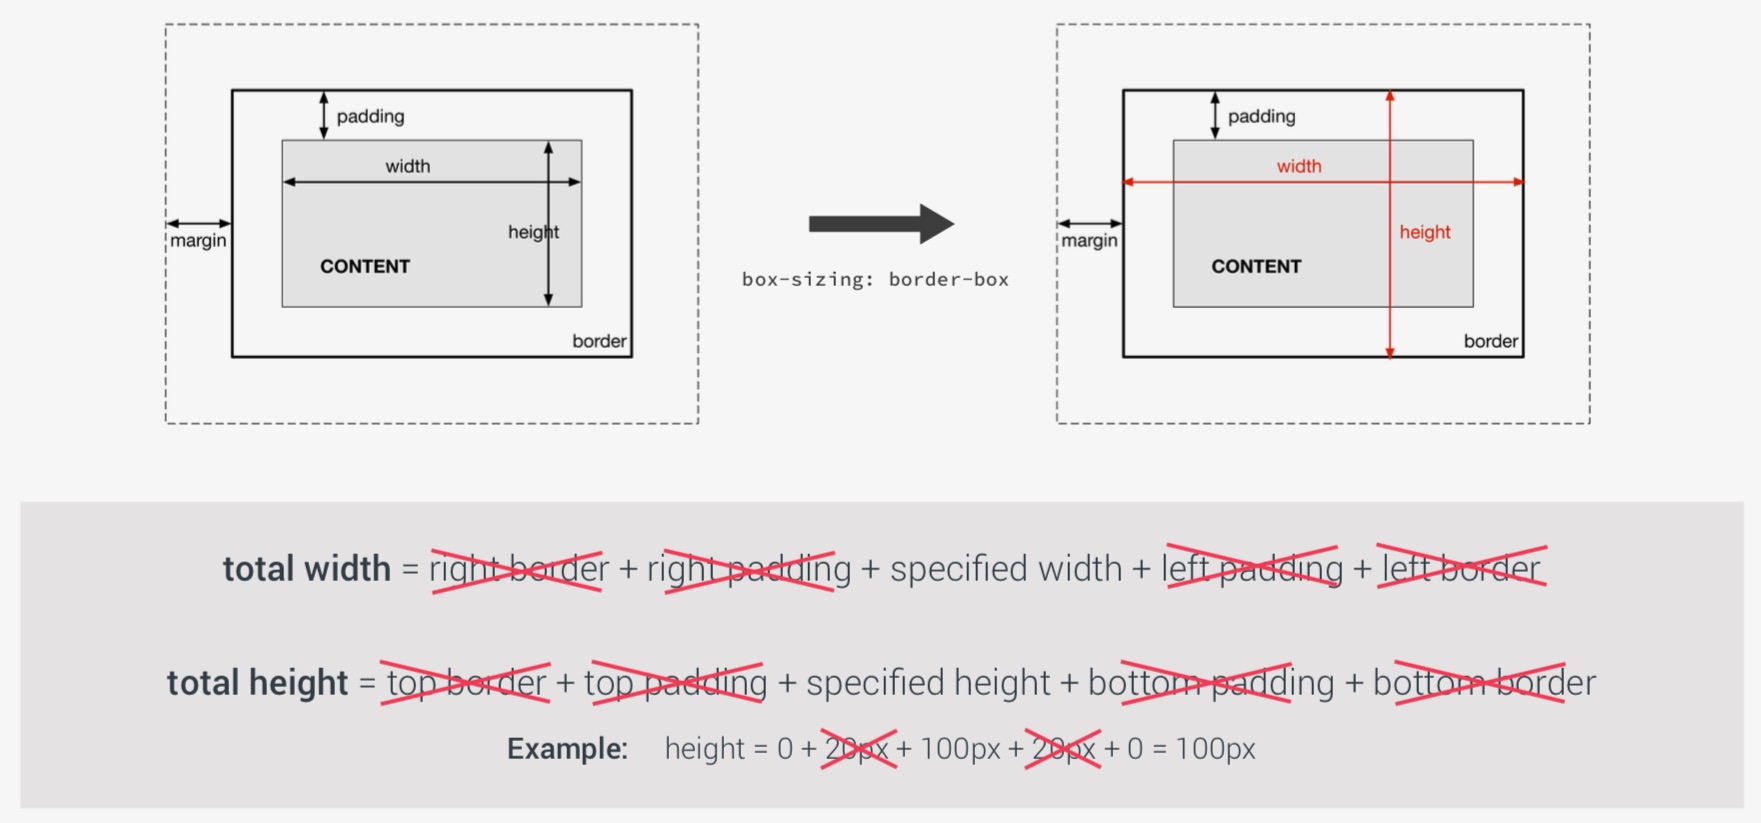 padding
width
height
margin
CONTENT
border
box-sizing: border-box
padding
width
height
margin
CONTENT
border
total width = right border + right padding + specified width + left padding + left border
total height = top border + top padding + specified height + bottom padding + bottom border
Example: height = 0 + 20px + 100px + 20px + 0 = 100px